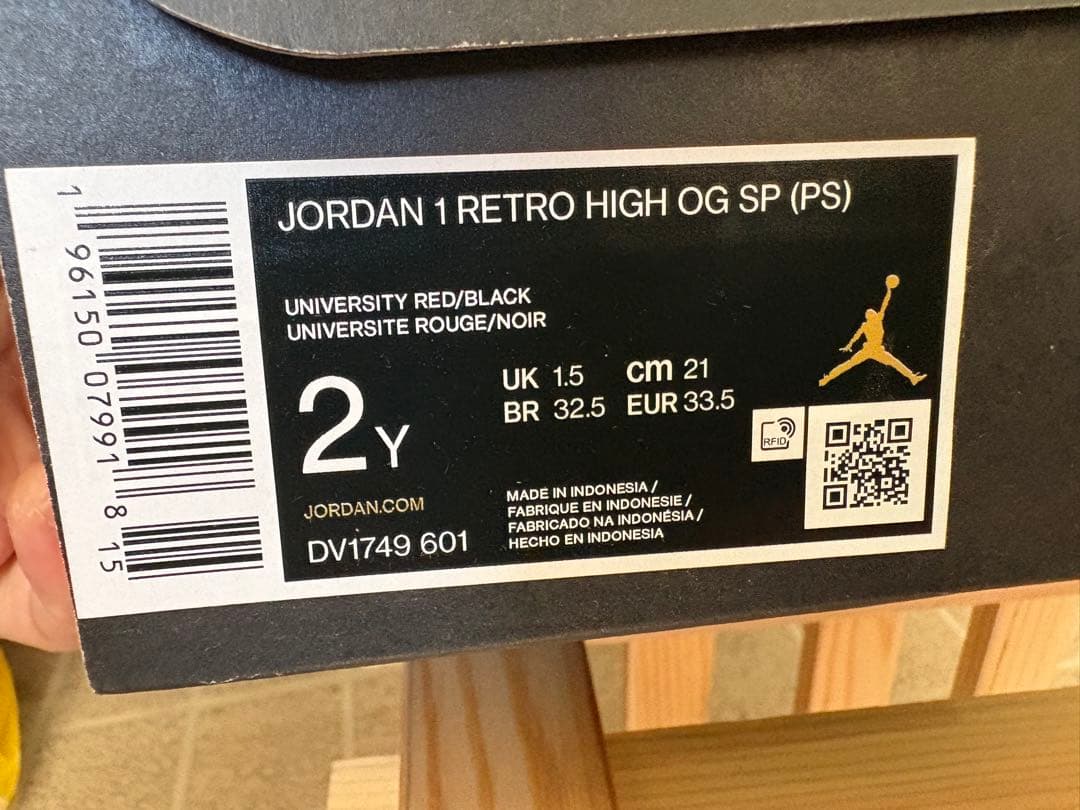 JORDAN 1 RETRO HIGH OG SP (PS)
UNIVERSITY RED/BLACK
UNIVERSITE ROUGE/NOIR
2Y
UK 1.5 cm 21
BR 32.5 EUR 33.5
RFID
JORDAN.COM
DV1749 601
MADE IN INDONESIA /
FABRIQUE EN INDONESIE /
FABRICADO NA INDONÉSIA /
HECHO EN INDONESIA
1 96150 07991 8 15